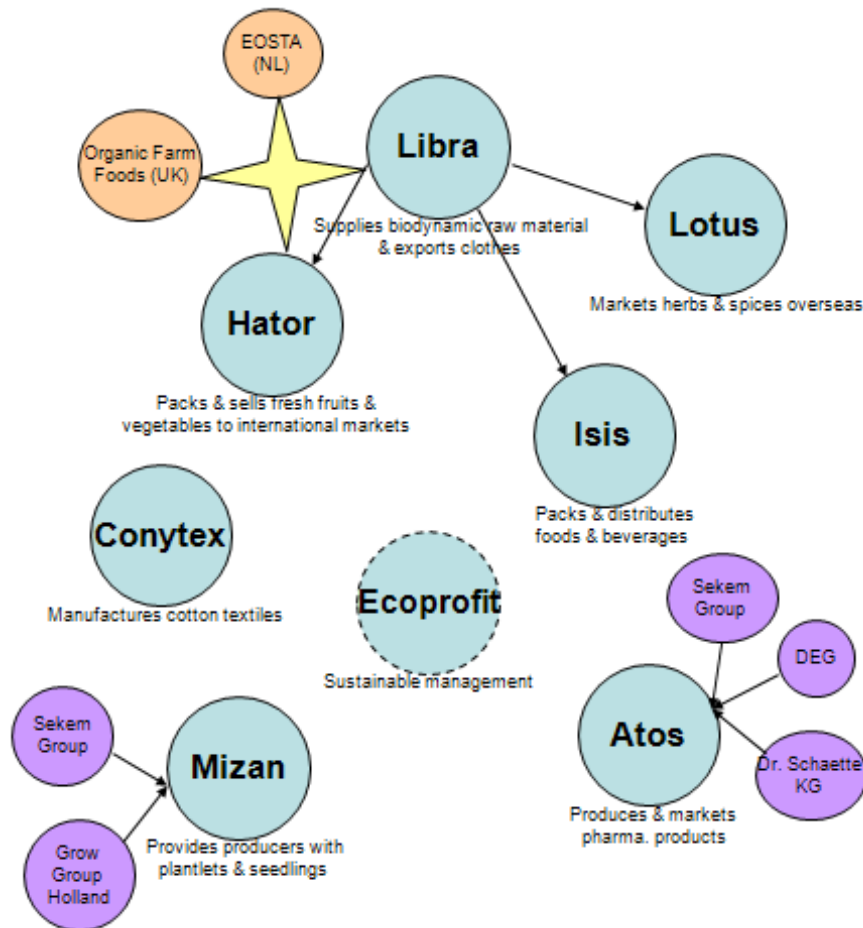 EOSTA
(NL)
Organic Farm
Foods (UK)
Libra
Supplies biodynamic raw material
& exports clothes
Lotus
Markets herbs & spices overseas
Hator
Packs & sells fresh fruits &
vegetables to international markets
Isis
Packs & distributes
foods & beverages
Conytex
Manufactures cotton textiles
Ecoprofit
Sustainable management
Sekem
Group
DEG
Atos
Dr. Schaette
KG
Produces & markets
pharma. products
Sekem
Group
Mizan
Grow
Group
Holland
Provides producers with
plantlets & seedlings